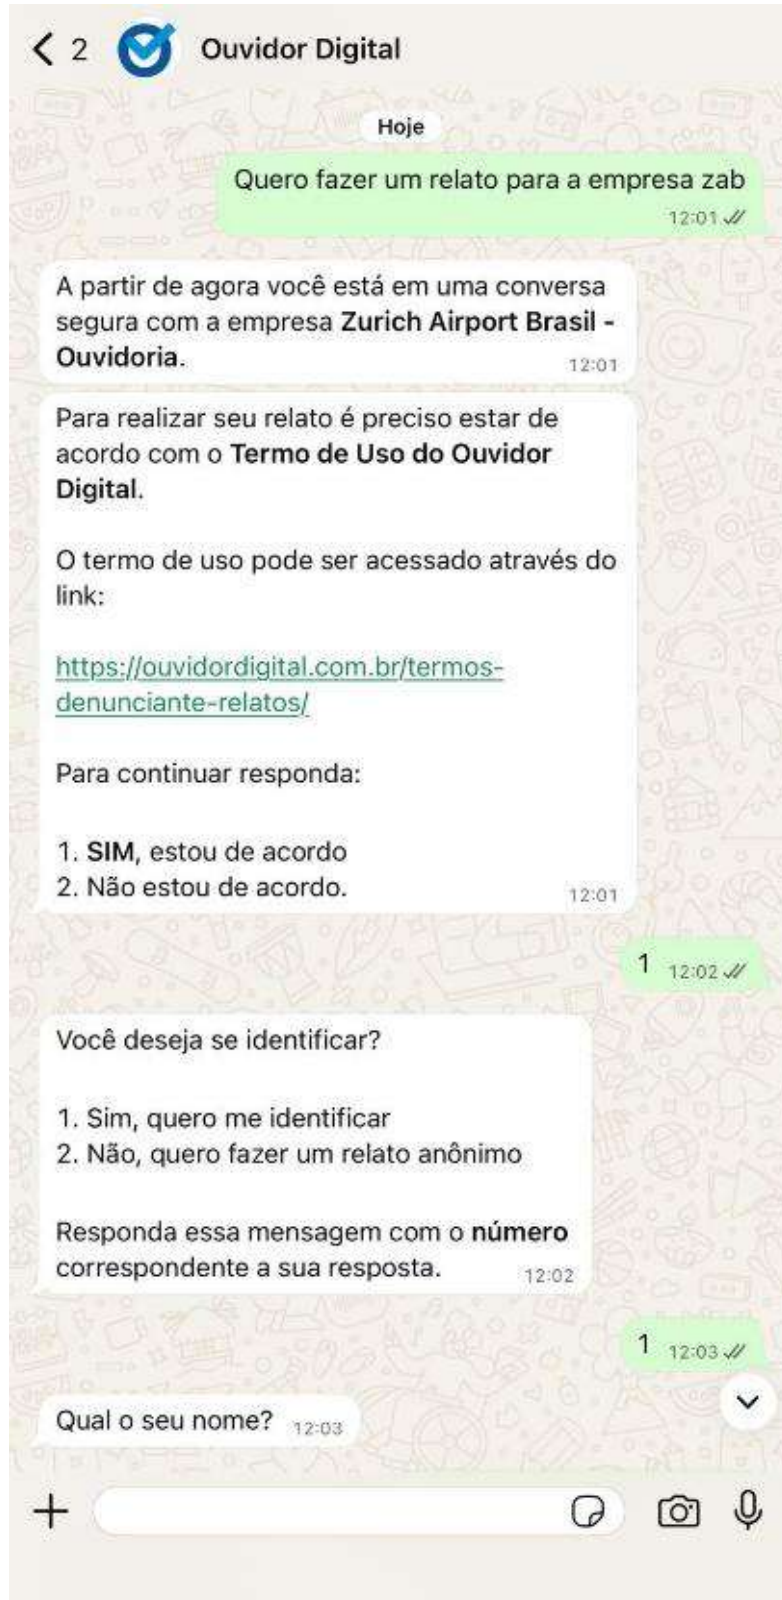 2
Ouvidor Digital
Hoje
Quero fazer um relato para a empresa zab
12:01
A partir de agora você está em uma conversa
segura com a empresa Zurich Airport Brasil -
Ouvidoria.
12:01
Para realizar seu relato é preciso estar de
acordo com o Termo de Uso do Ouvidor
Digital.
O termo de uso pode ser acessado através do
link:
https://ouvidordigital.com.br/termos-
denunciante-relatos/
Para continuar responda:
1. SIM, estou de acordo
2. Não estou de acordo.
12:01
1 12:02
Você deseja se identificar?
1. Sim, quero me identificar
2. Não, quero fazer um relato anônimo
Responda essa mensagem com o número
correspondente a sua resposta.
12:02
1 12:03
Qual o seu nome? 12:03